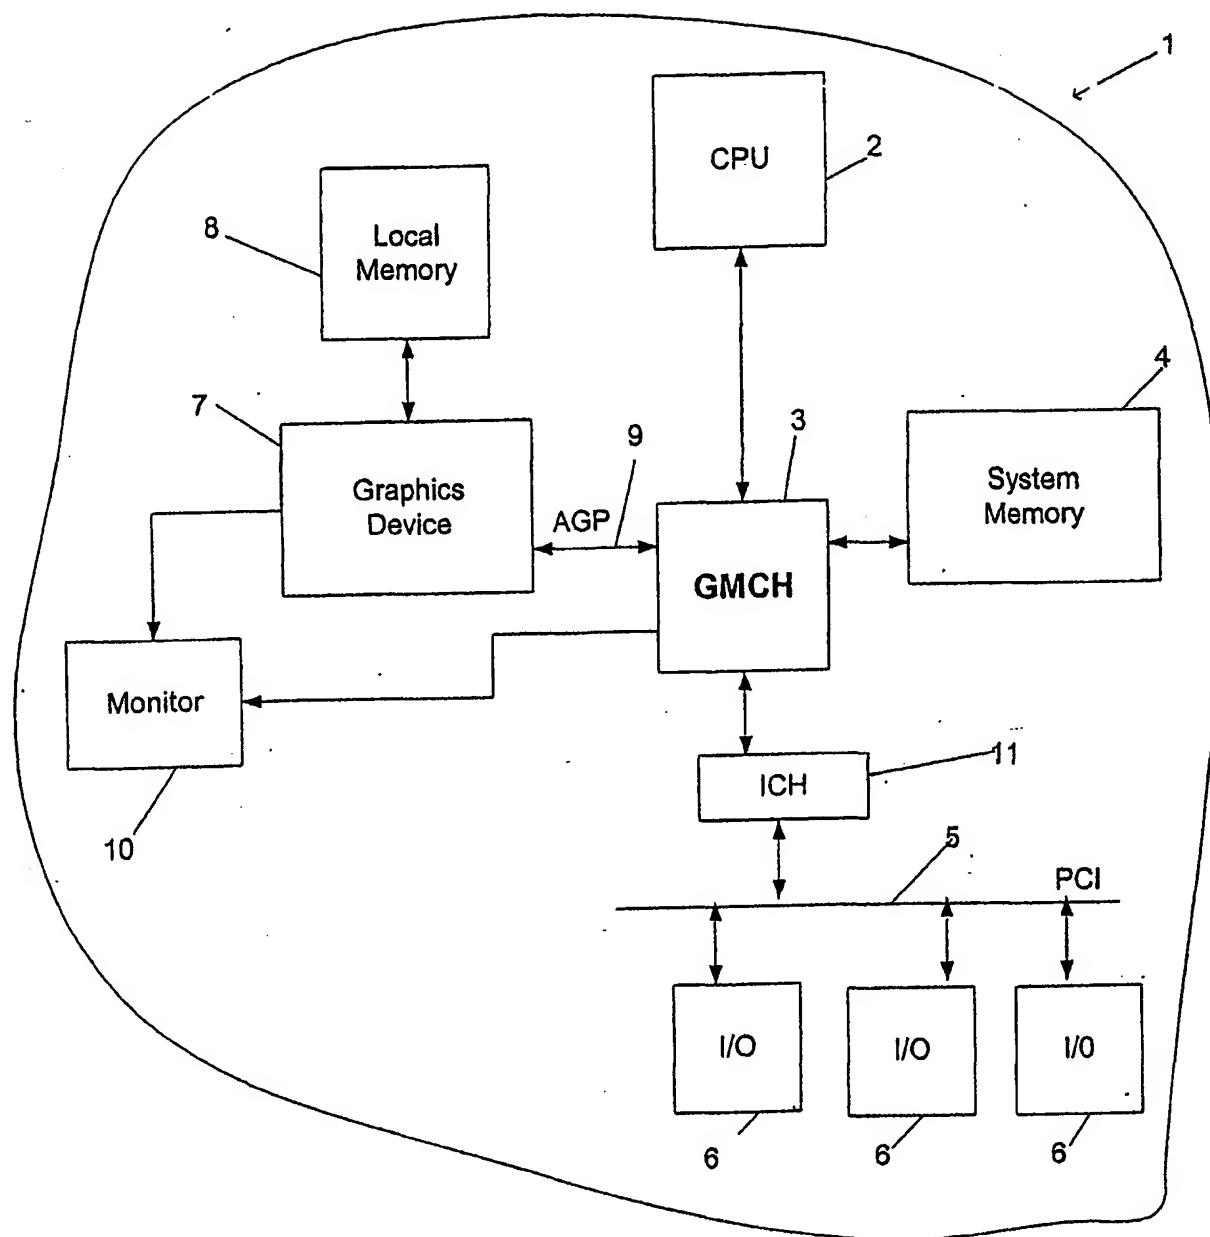 1
CPU
2
8
Local
Memory
4
7
9
3
System
Memory
Graphics
Device
AGP
GMCH
Monitor
11
ICH
10
5
PCI
I/O
I/O
I/0
6
6
6